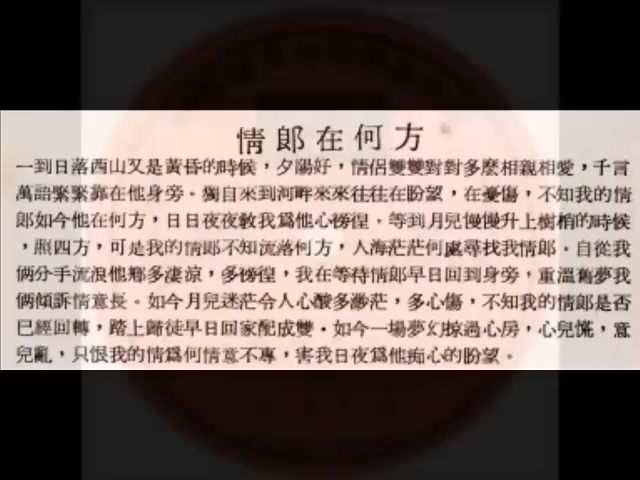 情郎在何方
一到日落西山又是黃昏的時候，夕陽好，情侶雙雙對對多麼相親相愛，千言
萬語緊緊靠在他身旁。獨自來到河畔來來往往在盼望，在憂傷，不知我的情
郎如今他在何方，日日夜夜教我爲他心徬徨。等到月兒慢慢升上樹梢的時候
，照四方，可是我的情郎不知流落何方，人海茫茫何處尋找我情郎。自從我
倆分手流浪他鄉多淒涼，多徬徨，我在等待情郎早日回到身旁，重溫舊夢我
倆傾訴情意長。如今月兒迷茫令人心酸多渺茫，多心傷，不知我的情郎是否
已經回轉，踏上歸徒早日回家配成雙。如今一場夢幻掠過心房，心兒慌，意
兒亂，只恨我的情爲何情意不專，害我日夜爲他痴心的盼望。